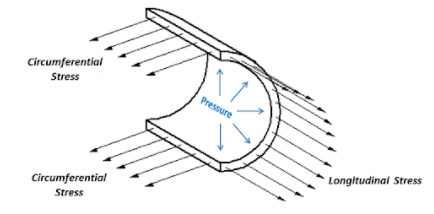 Circumferential
Stress
Pressure
Circumferential
Stress
Longitudinal Stress